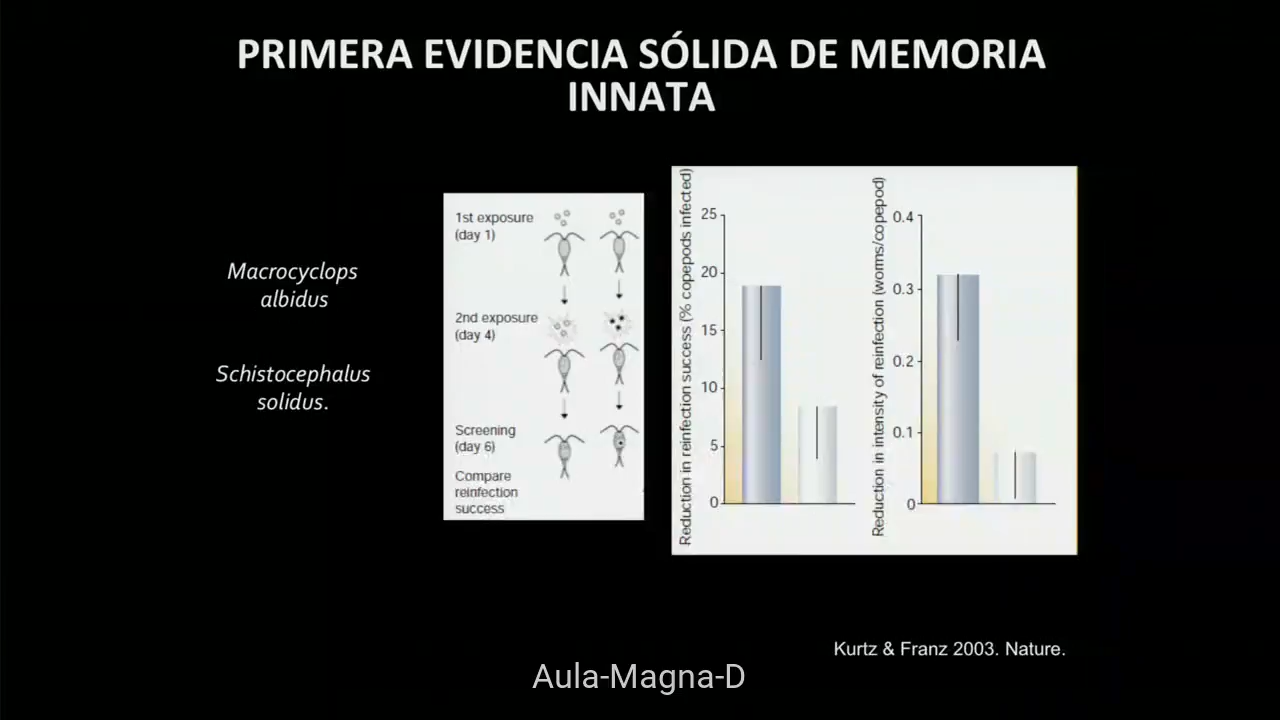 PRIMERA EVIDENCIA SÓLIDA DE MEMORIA
INNATA
Macrocyclops
albidus
Schistocephalus
solidus.
1st exposure
(day 1)
2nd exposure
(day 4)
Screening
(day 6)
Compare
reinfection
success
Reduction in reinfection success (% copepods infected)
25
20
15
10
5
0
Reduction in intensity of reinfection (worms/copepod)
0.4
0.3
0.2
0.1
0
Kurtz & Franz 2003. Nature.
Aula-Magna-D